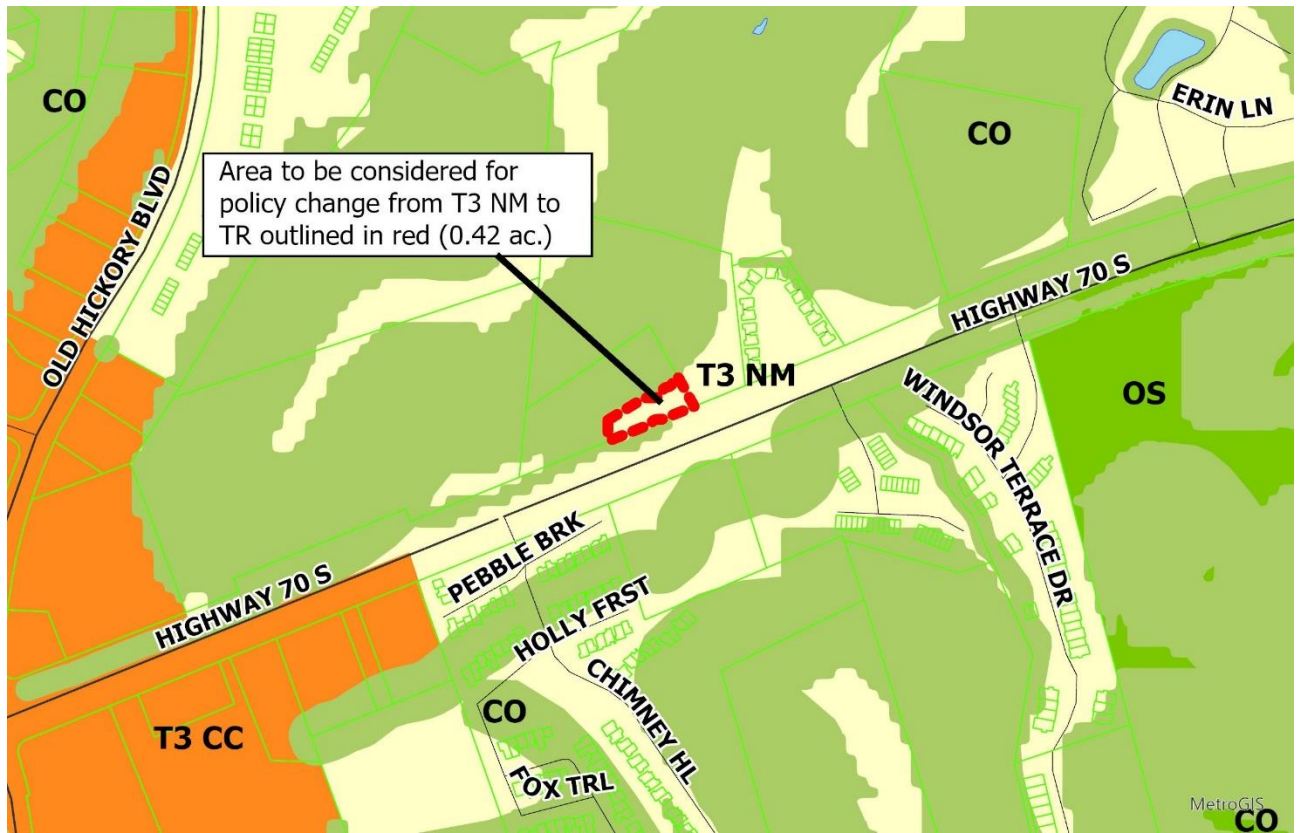 CO
ERIN LN
CO
Area to be considered for
policy change from T3 NM to
TR outlined in red (0.42 ac.)
OLD HICKORY BLVD
HIGHWAY 70 S
T3 NM
OS
WINDSOR TERRACE DR
PEBBLE BRK
HIGHWAY 70 S
HOLLY FRST
CHIMNEY HL
CO
T3 CC
FOX TRL
MetroGIS
CO